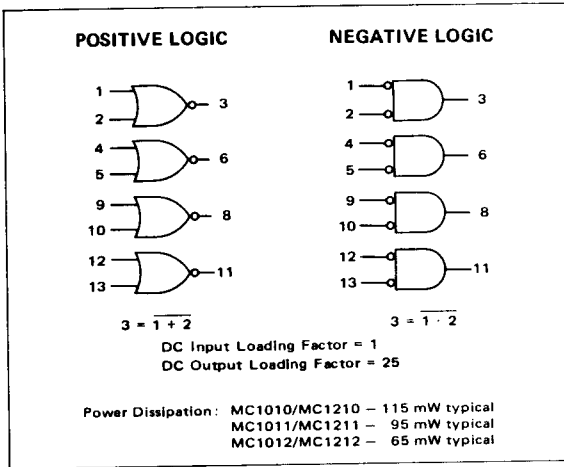 POSITIVE LOGIC
1
2
3
4
5
6
9
10
8
12
13
11
3 = \overline{1 + 2}
NEGATIVE LOGIC
1
2
3
4
5
6
9
10
8
12
13
11
3 = \overline{1 · 2}
DC Input Loading Factor = 1
DC Output Loading Factor = 25
Power Dissipation: MC1010/MC1210 – 115 mW typical
MC1011/MC1211 – 95 mW typical
MC1012/MC1212 – 65 mW typical